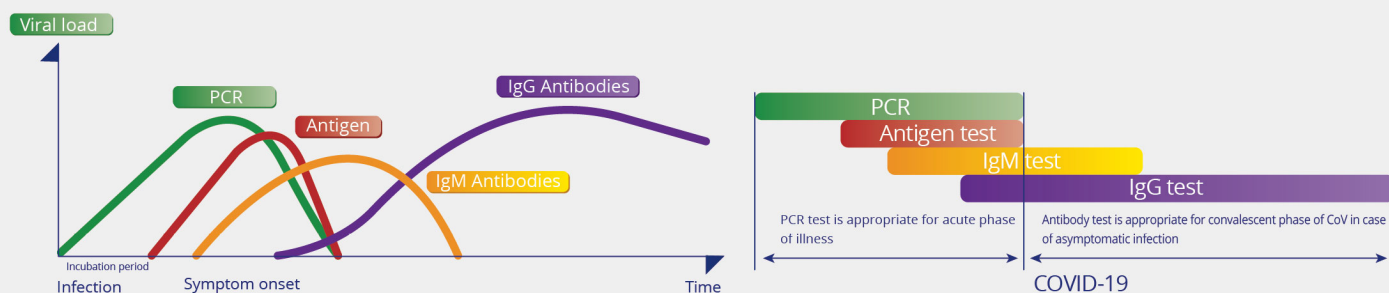 Viral load
PCR
Antigen
IgG Antibodies
IgM Antibodies
Incubation period
Infection
Symptom onset
Time
PCR
Antigen test
IgM test
IgG test
PCR test is appropriate for acute phase
of illness
Antibody test is appropriate for convalescent phase of CoV in case
of asymptomatic infection
COVID-19